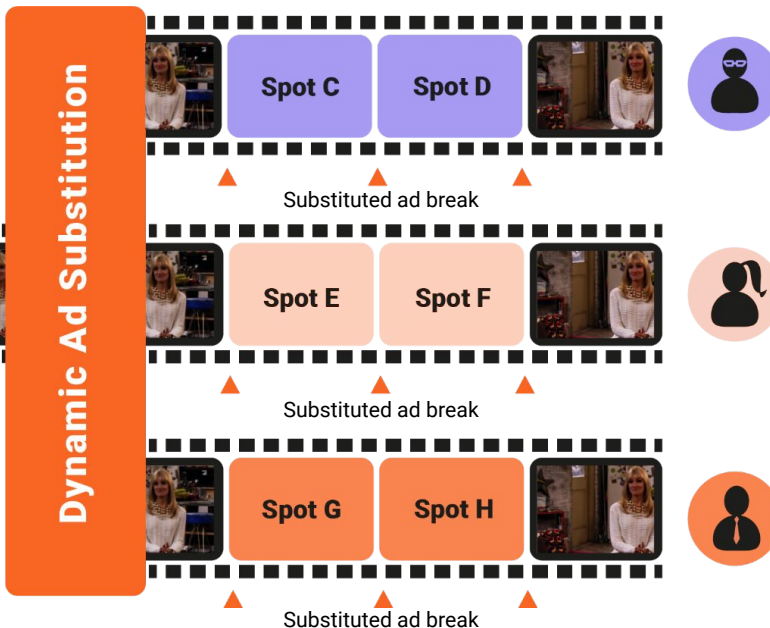 Dynamic Ad Substitution
Spot C
Spot D
Substituted ad break
Spot E
Spot F
Substituted ad break
Spot G
Spot H
Substituted ad break